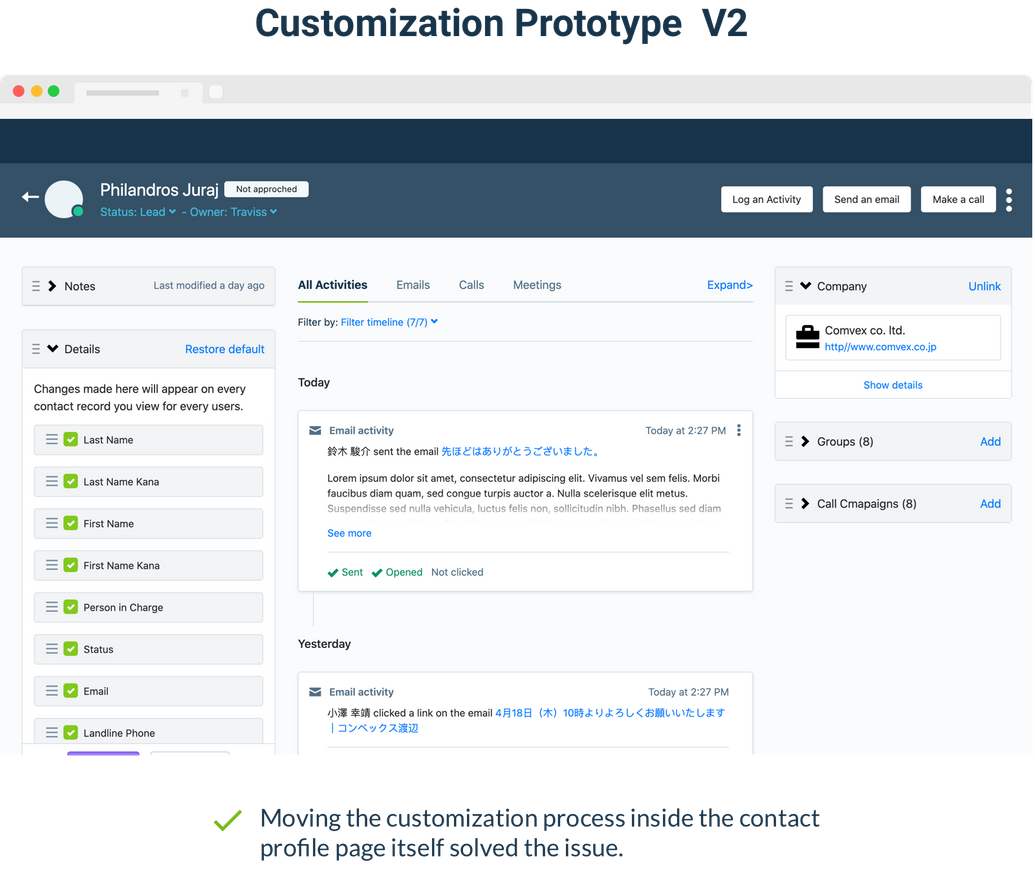 Customization Prototype V2
Philandros Juraj
Not approched
Status: Lead - Owner: Traviss
Log an Activity
Send an email
Make a call
Notes
Last modified a day ago
Details
Restore default
Changes made here will appear on every
contact record you view for every users.
Last Name
Last Name Kana
First Name
First Name Kana
Person in Charge
Status
Email
Landline Phone
All Activities
Emails
Calls
Meetings
Expand>
Filter by: Filter timeline (7/7)
Today
Email activity
Today at 2:27 PM
鈴木 駿介 sent the email 先ほどはありがとうございました。
Lorem ipsum dolor sit amet, consectetur adipiscing elit. Vivamus vel sem felis. Morbi
faucibus diam quam, sed congue turpis auctor a. Nulla scelerisque elit metus.
Suspendisse sed nulla vehicula, luctus felis non, sollicitudin nibh. Phasellus sed diam
See more
Sent
Opened
Not clicked
Yesterday
Email activity
Today at 2:27 PM
小澤 幸靖 clicked a link on the email 4月18日（木）10時よりよろしくお願いいたします
｜コンベックス渡辺
Company
Unlink
Comvex co. ltd.
http//www.comvex.co.jp
Show details
Groups (8)
Add
Call Cmapaigns (8)
Add
Moving the customization process inside the contact
profile page itself solved the issue.